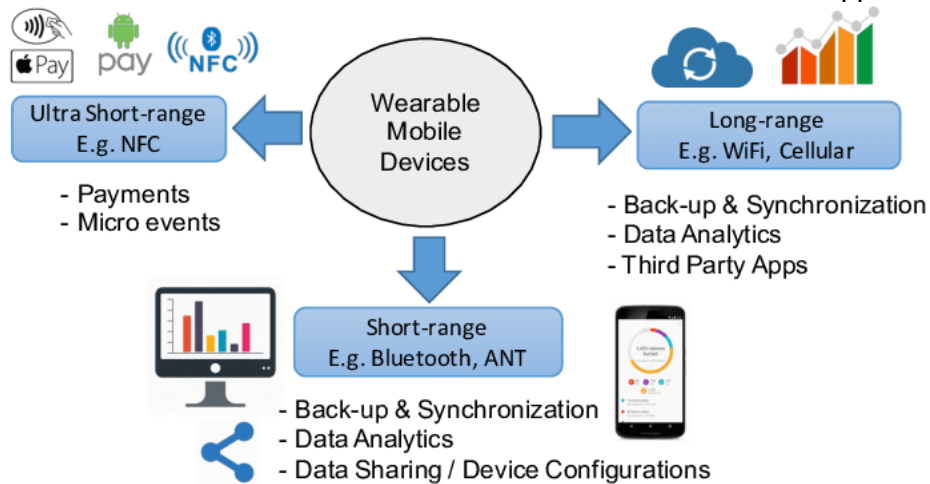 Pay
pay
NFC
Ultra Short-range
E.g. NFC
- Payments
- Micro events
Wearable
Mobile
Devices
Long-range
E.g. WiFi, Cellular
- Back-up & Synchronization
- Data Analytics
- Third Party Apps
Short-range
E.g. Bluetooth, ANT
- Back-up & Synchronization
- Data Analytics
- Data Sharing / Device Configurations